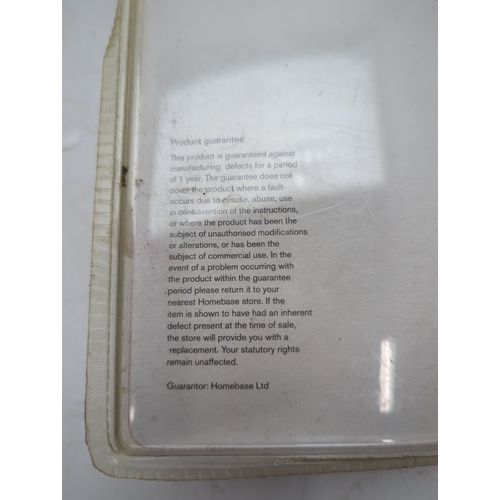 Product guarantee
This product is guaranteed against
manufacturing defects for a period
of 1 year. The guarantee does not
cover the product where a fault
occurs due to misuse, abuse, use
in contravention of the instructions,
or where the product has been the
subject of unauthorised modifications
or alterations, or has been the
subject of commercial use. In the
event of a problem occurring with
the product within the guarantee
period please return it to your
nearest Homebase store. If the
item is shown to have had an inherent
defect present at the time of sale,
the store will provide you with a
replacement. Your statutory rights
remain unaffected.
Guarantor: Homebase Ltd